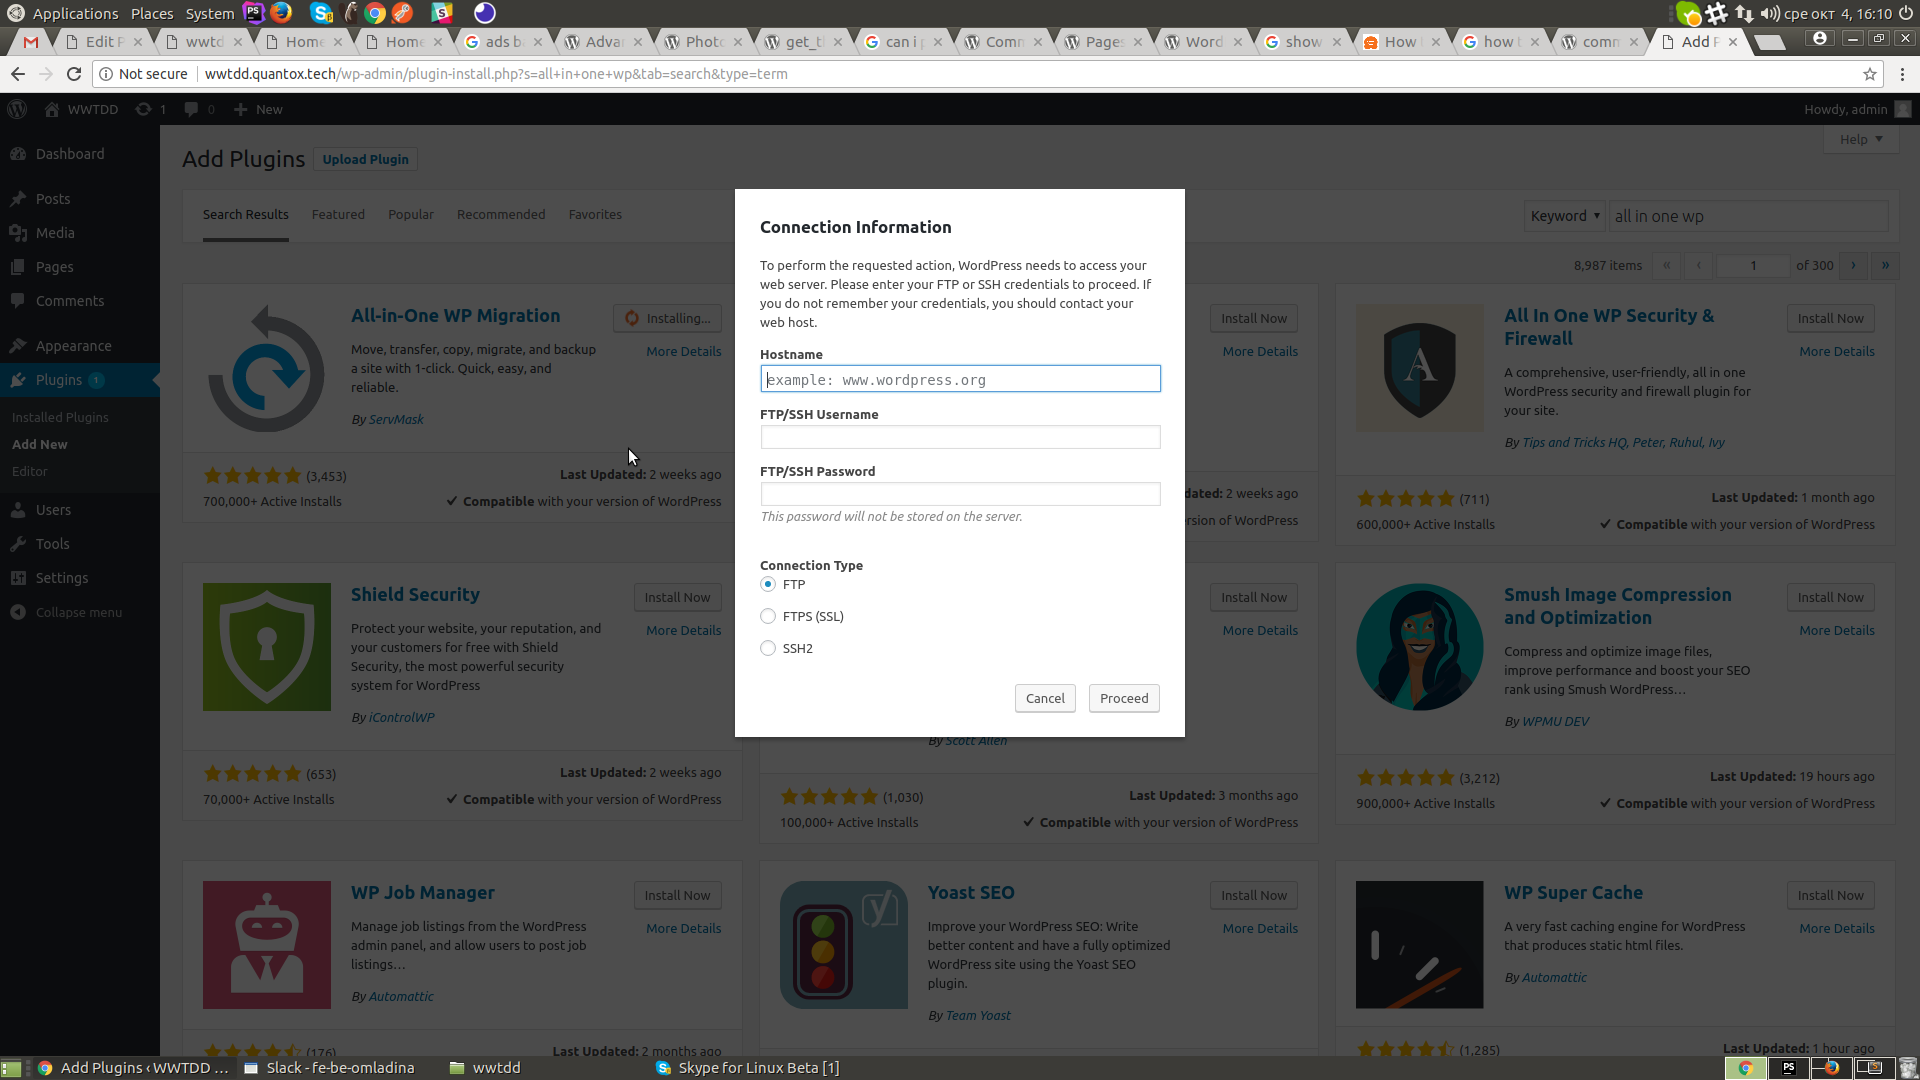 Applications Places System сре окт 4, 16:10
Edit P wwtd Home Home ads b Adva Photo get_t can i Comm Pages Word show How how t comm Add P
Not secure wwtdd.quantox.tech/wp-admin/plugin-install.php?s=all+in+one+wp&tab=search&type=term
WWTDD 1 0 New Howdy, admin
Dashboard
Posts
Media
Pages
Comments
Appearance
Plugins 1
Installed Plugins
Add New
Editor
Users
Tools
Settings
Collapse menu
Add Plugins Upload Plugin Help
Search Results Featured Popular Recommended Favorites Keyword all in one wp
8,987 items « ‹ 1 of 300 › »
All-in-One WP Migration Installing...
More Details
Move, transfer, copy, migrate, and backup
a site with 1-click. Quick, easy, and
reliable.
By ServMask
(3,453) Last Updated: 2 weeks ago
700,000+ Active Installs Compatible with your version of WordPress
Connection Information
To perform the requested action, WordPress needs to access your
web server. Please enter your FTP or SSH credentials to proceed. If
you do not remember your credentials, you should contact your
web host.
Hostname
example: www.wordpress.org
FTP/SSH Username
FTP/SSH Password
This password will not be stored on the server.
Connection Type
FTP
FTPS (SSL)
SSH2
Cancel Proceed
Install Now
More Details
dated: 2 weeks ago
rsion of WordPress
All In One WP Security &
Firewall
Install Now
More Details
A comprehensive, user-friendly, all in one
WordPress security and firewall plugin for
your site.
By Tips and Tricks HQ, Peter, Ruhul, Ivy
(711) Last Updated: 1 month ago
600,000+ Active Installs Compatible with your version of WordPress
Shield Security Install Now
More Details
Protect your website, your reputation, and
your customers for free with Shield
Security, the most powerful security
system for WordPress
By iControlWP
(653) Last Updated: 2 weeks ago
70,000+ Active Installs Compatible with your version of WordPress
Install Now
More Details
By Scott Allen
(1,030) Last Updated: 3 months ago
100,000+ Active Installs Compatible with your version of WordPress
Smush Image Compression
and Optimization
Install Now
More Details
Compress and optimize image files,
improve performance and boost your SEO
rank using Smush WordPress…
By WPMU DEV
(3,212) Last Updated: 19 hours ago
900,000+ Active Installs Compatible with your version of WordPress
WP Job Manager Install Now
More Details
Manage job listings from the WordPress
admin panel, and allow users to post job
listings…
By Automattic
(176) Last Updated: 2 months ago
Yoast SEO Install Now
More Details
Improve your WordPress SEO: Write
better content and have a fully optimized
WordPress site using the Yoast SEO
plugin.
By Team Yoast
WP Super Cache Install Now
More Details
A very fast caching engine for WordPress
that produces static html files.
By Automattic
(1,285) Last Updated: 1 hour ago
Add Plugins ‹ WWTDD ... Slack - fe-be-omladina wwtdd Skype for Linux Beta [1]